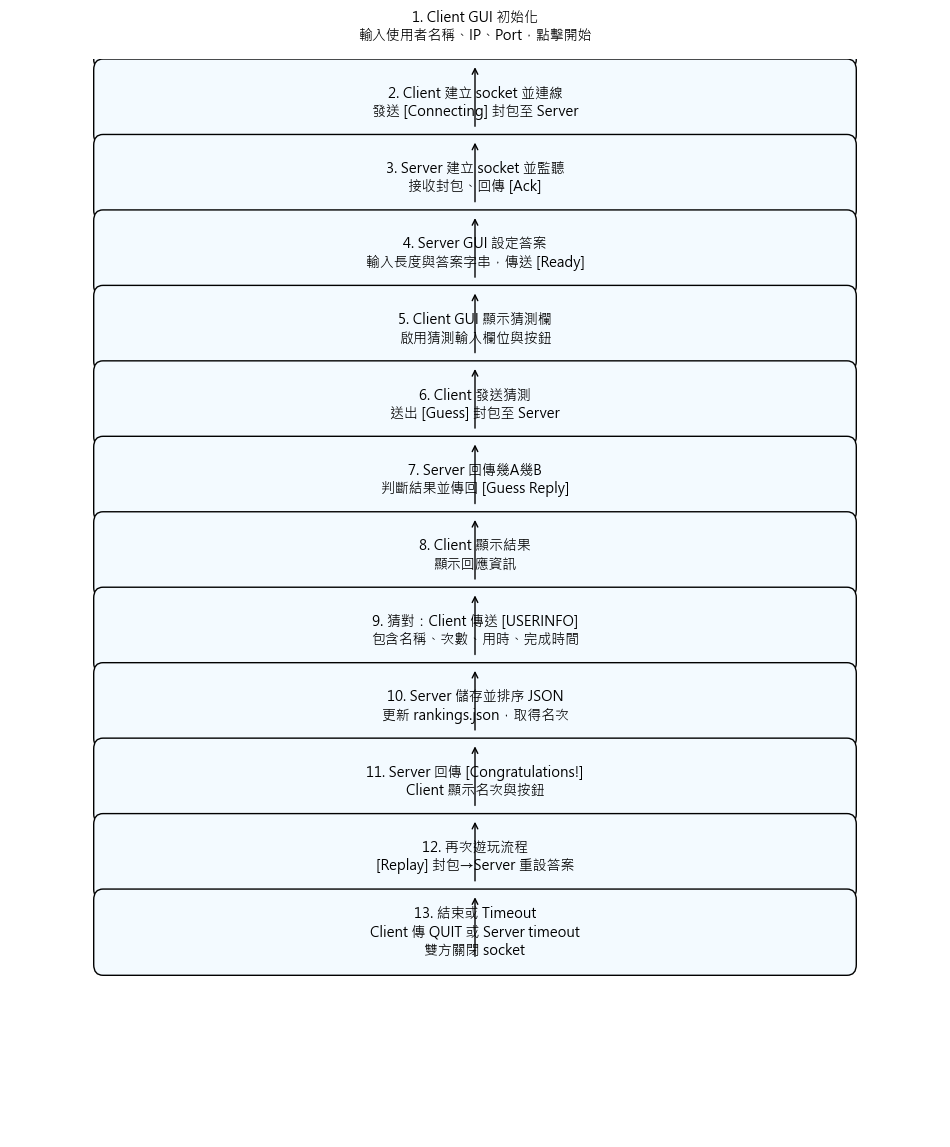 1. Client GUI 初始化
輸入使用者名稱、IP、Port，點擊開始
2. Client 建立 socket 並連線
發送 [Connecting] 封包至 Server
3. Server 建立 socket 並監聽
接收封包、回傳 [Ack]
4. Server GUI 設定答案
輸入長度與答案字串，傳送 [Ready]
5. Client GUI 顯示猜測欄
啟用猜測輸入欄位與按鈕
6. Client 發送猜測
送出 [Guess] 封包至 Server
7. Server 回傳幾A幾B
判斷結果並傳回 [Guess Reply]
8. Client 顯示結果
顯示回應資訊
9. 猜對：Client 傳送 [USERINFO]
包含名稱、次數、用時、完成時間
10. Server 儲存並排序 JSON
更新 rankings.json，取得名次
11. Server 回傳 [Congratulations!]
Client 顯示名次與按鈕
12. 再次遊玩流程
[Replay] 封包→Server 重設答案
13. 結束或 Timeout
Client 傳 QUIT 或 Server timeout
雙方關閉 socket